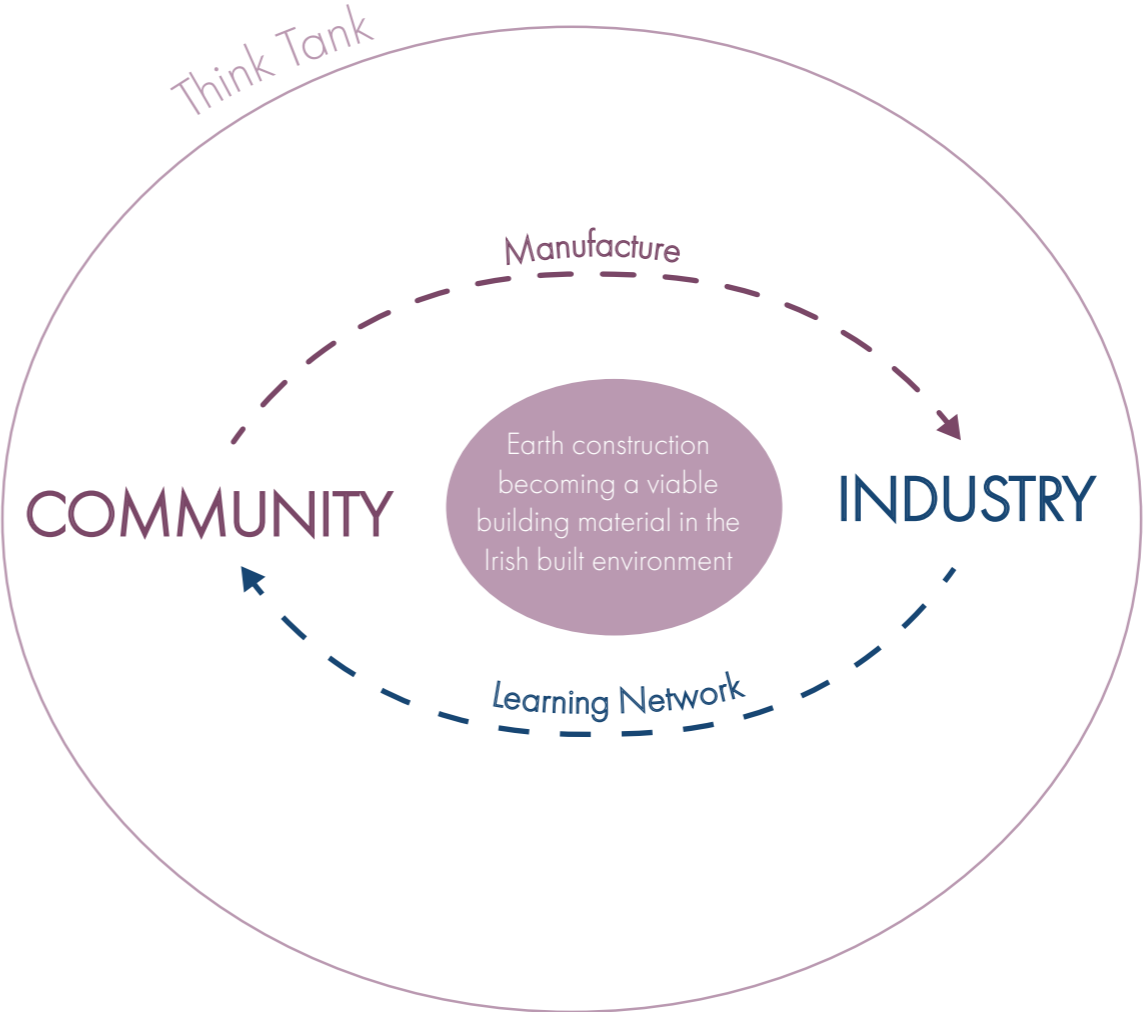 Think Tank
Manufacture
Earth construction
becoming a viable
building material in the
Irish built environment
COMMUNITY
INDUSTRY
Learning Network